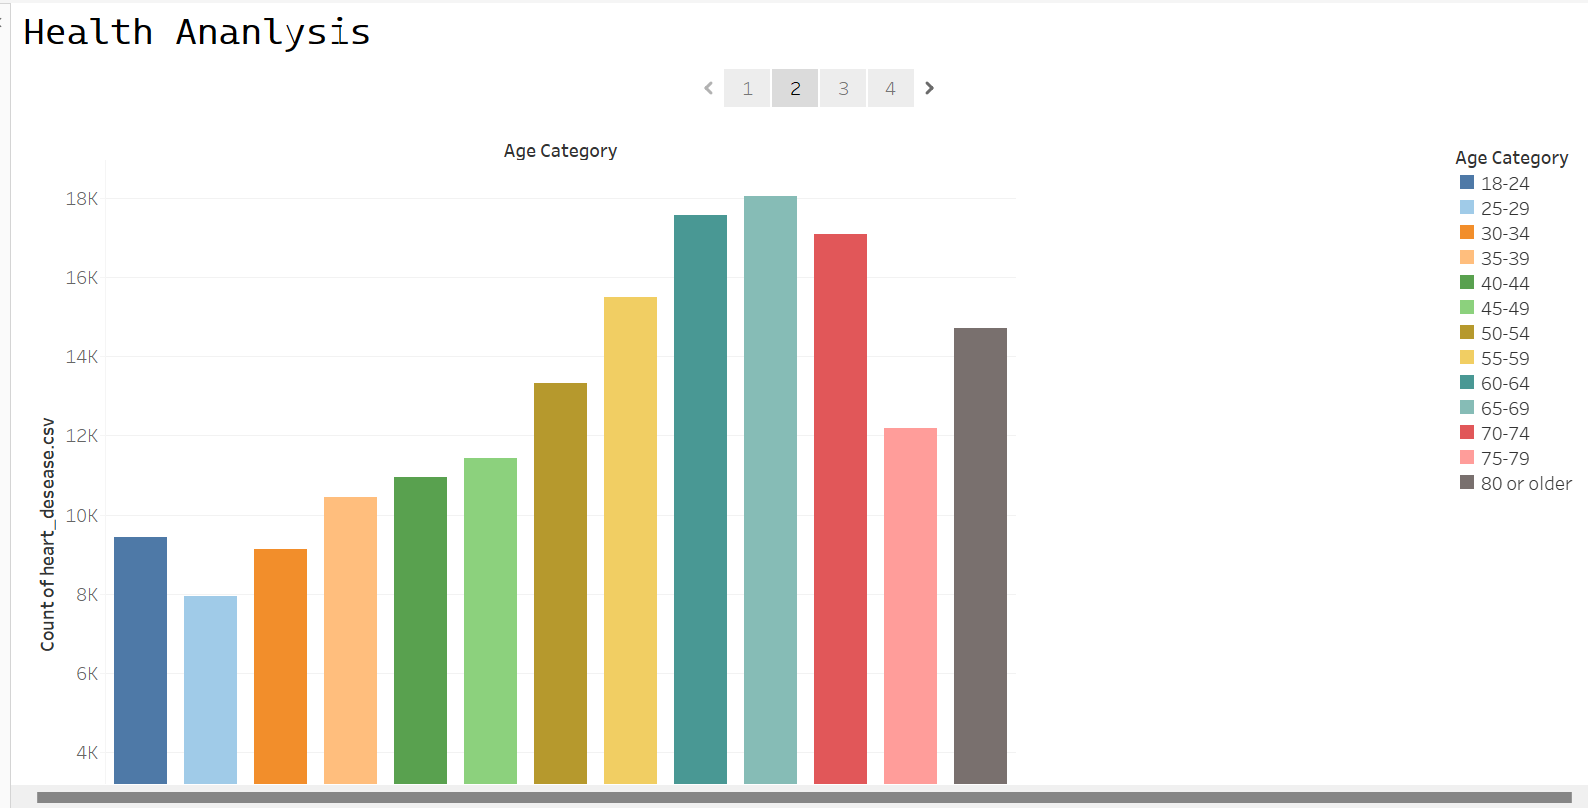 Health Ananlysis
1 2 3 4
Age Category
18K
16K
14K
12K
10K
8K
6K
4K
Count of heart_desease.csv
Age Category
18-24
25-29
30-34
35-39
40-44
45-49
50-54
55-59
60-64
65-69
70-74
75-79
80 or older